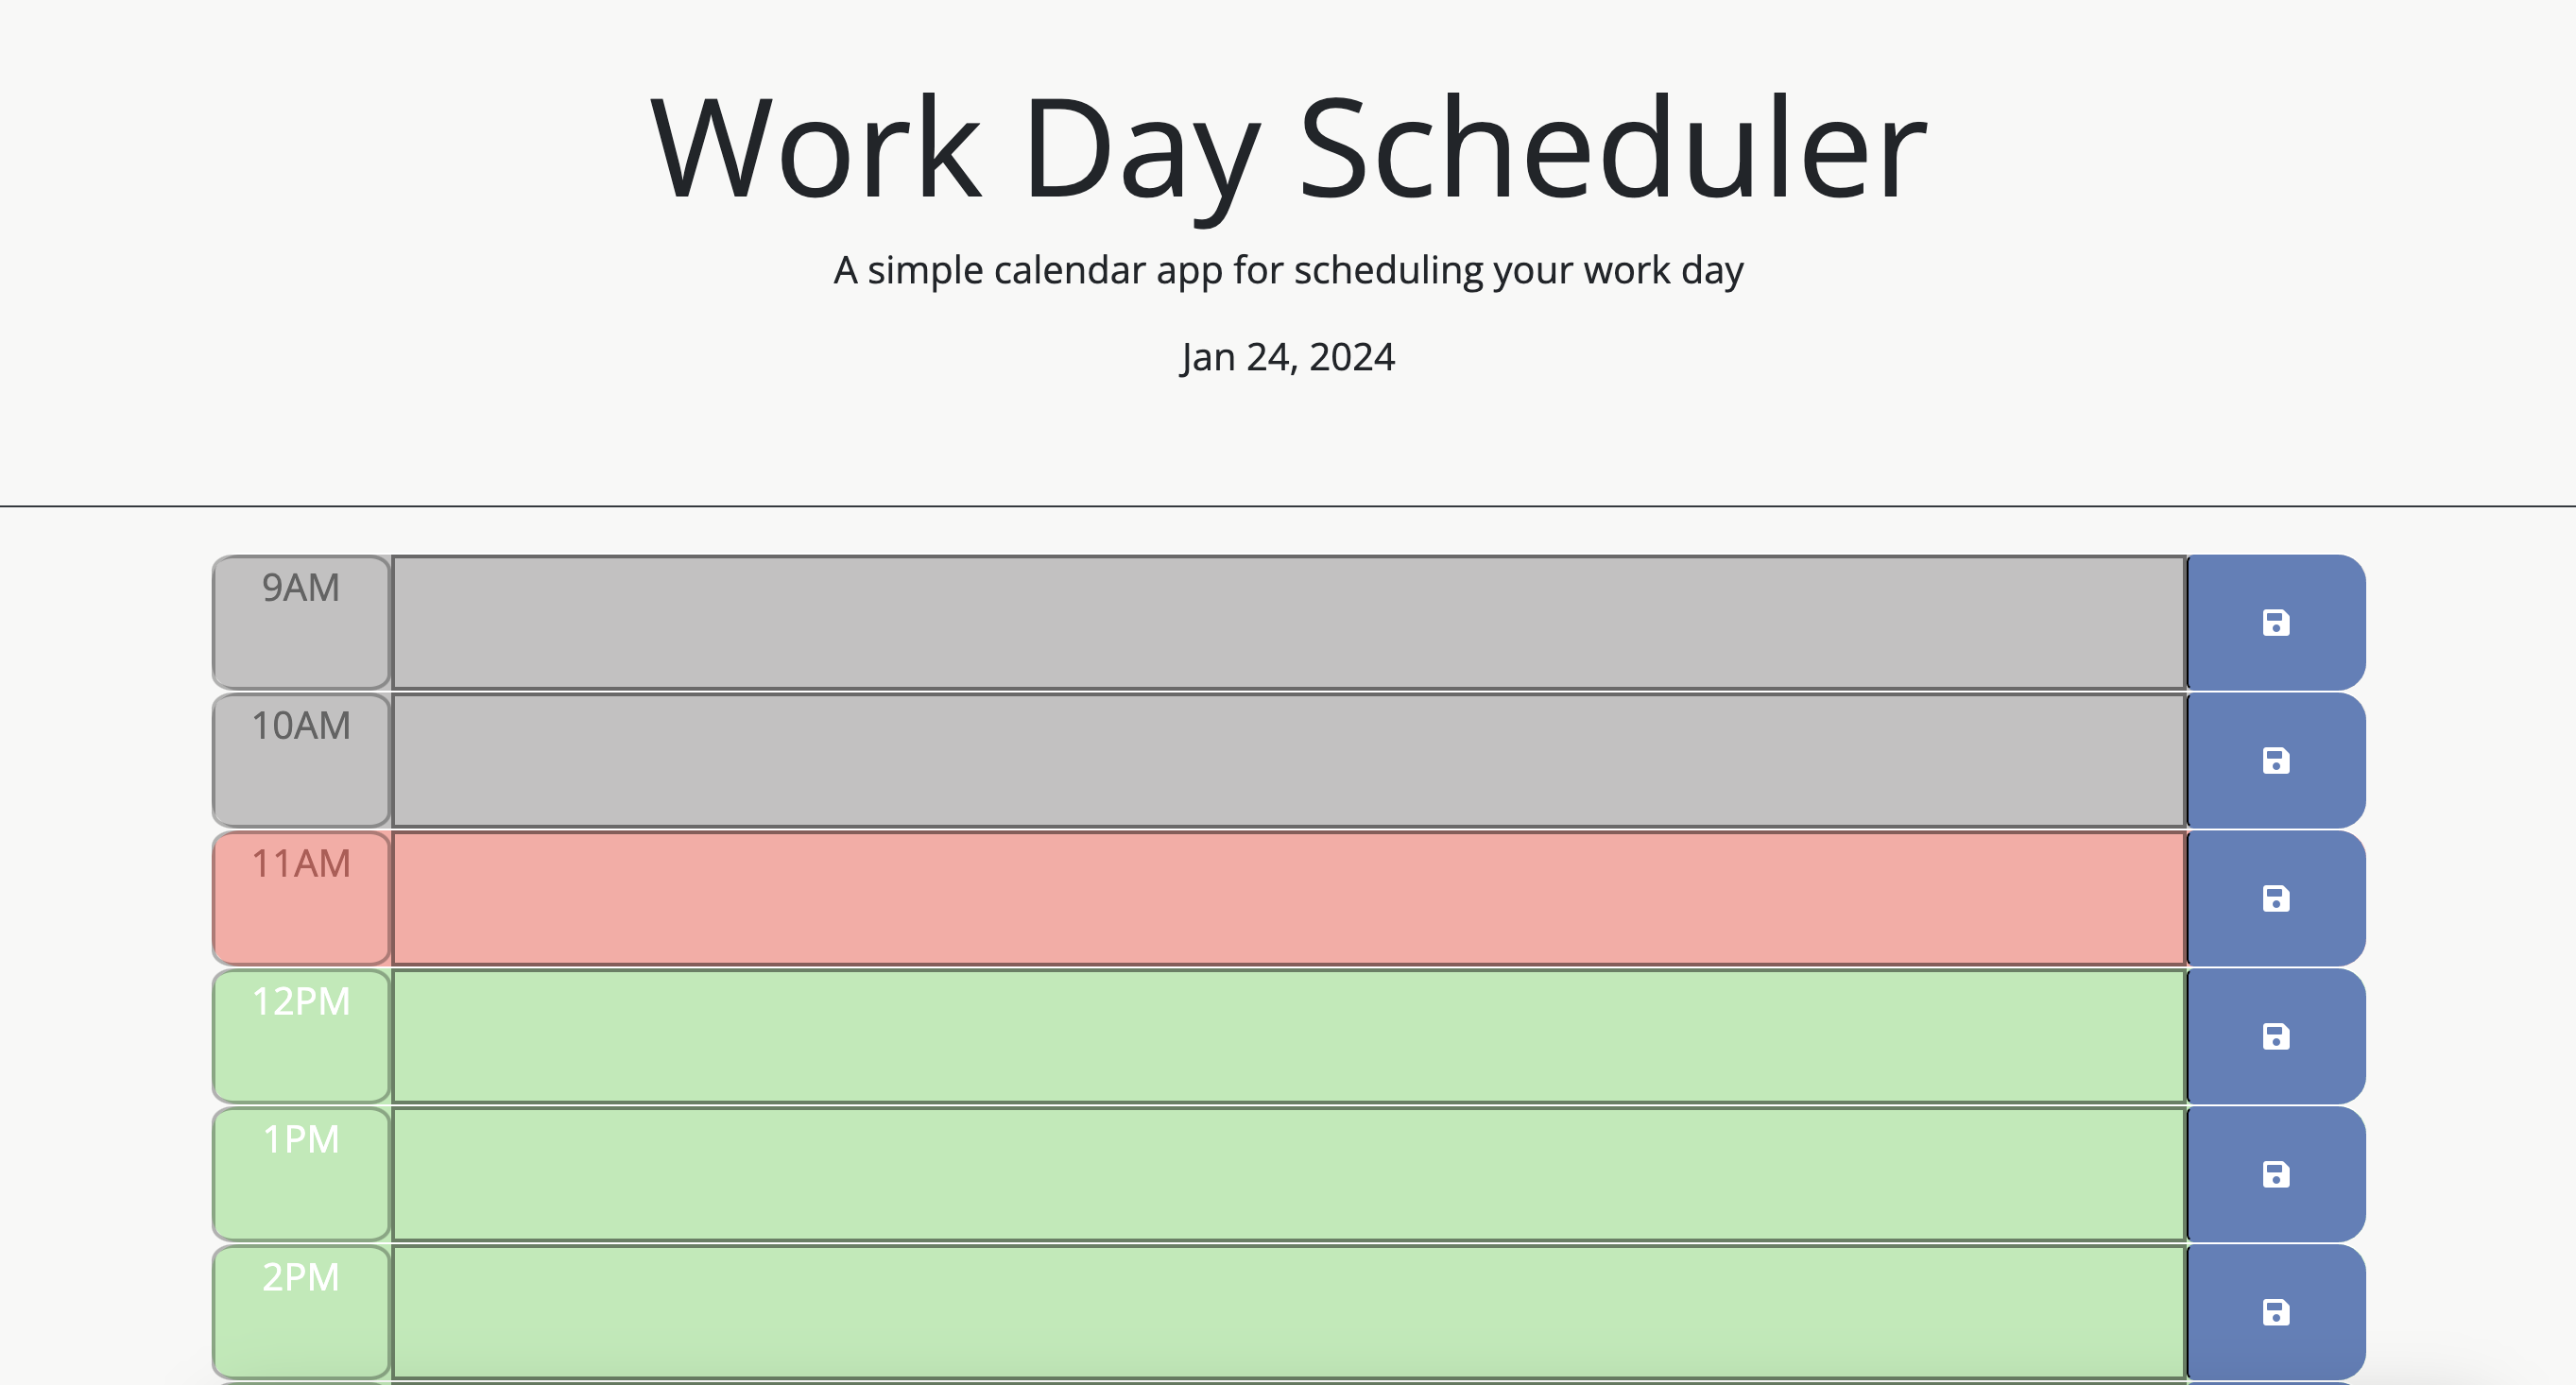 Work Day Scheduler
A simple calendar app for scheduling your work day
Jan 24, 2024
9AM
10AM
11AM
12PM
1PM
2PM